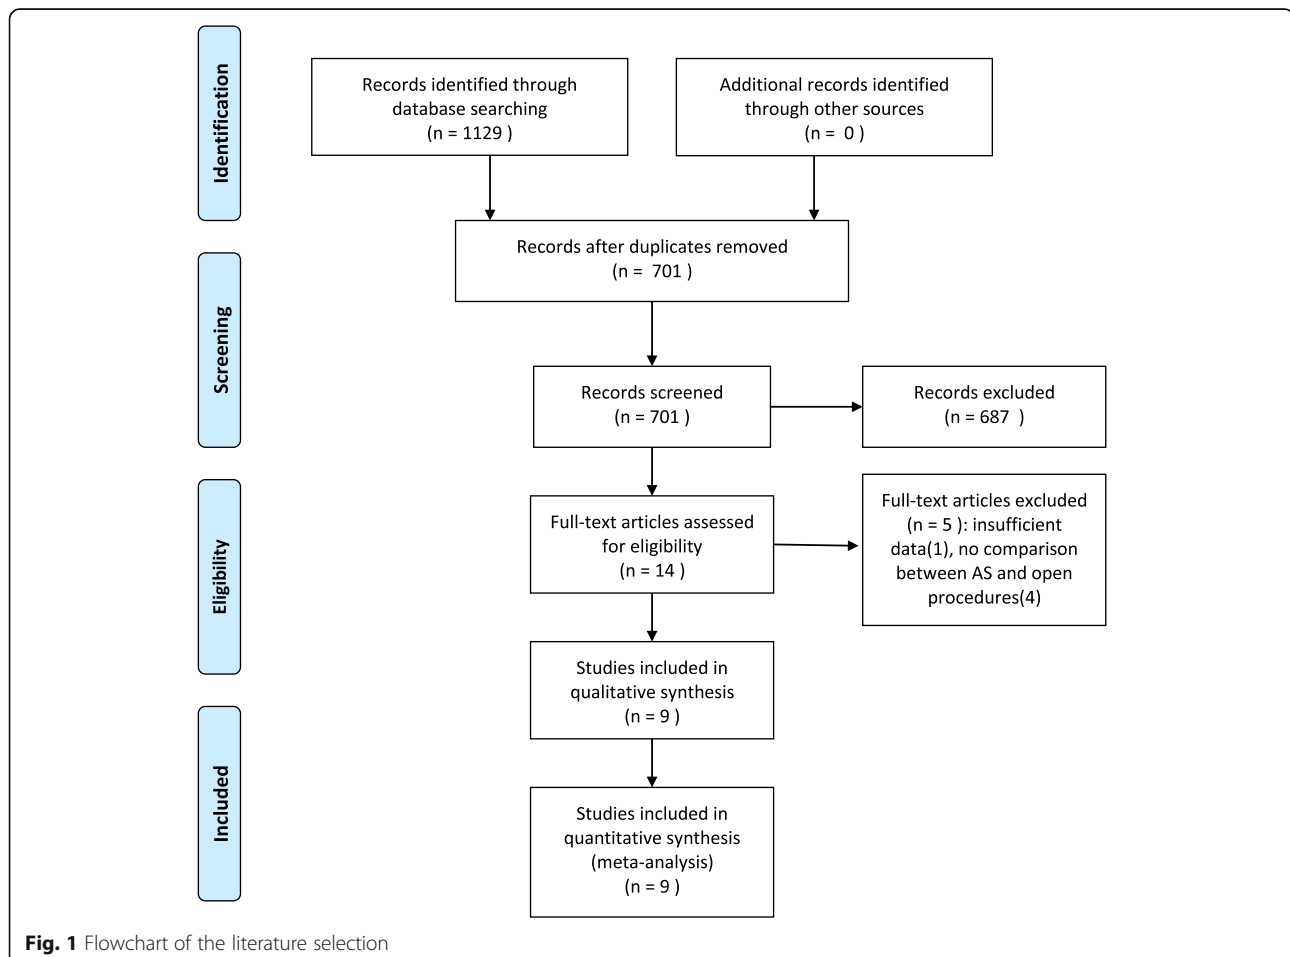 Identification
Records identified through
database searching
(n = 1129 )
Additional records identified
through other sources
(n = 0 )
Records after duplicates removed
(n = 701 )
Screening
Records screened
(n = 701 )
Records excluded
(n = 687 )
Eligibility
Full-text articles assessed
for eligibility
(n = 14 )
Full-text articles excluded
(n = 5 ): insufficient
data(1), no comparison
between AS and open
procedures(4)
Studies included in
qualitative synthesis
(n = 9 )
Included
Studies included in
quantitative synthesis
(meta-analysis)
(n = 9 )
Fig. 1 Flowchart of the literature selection